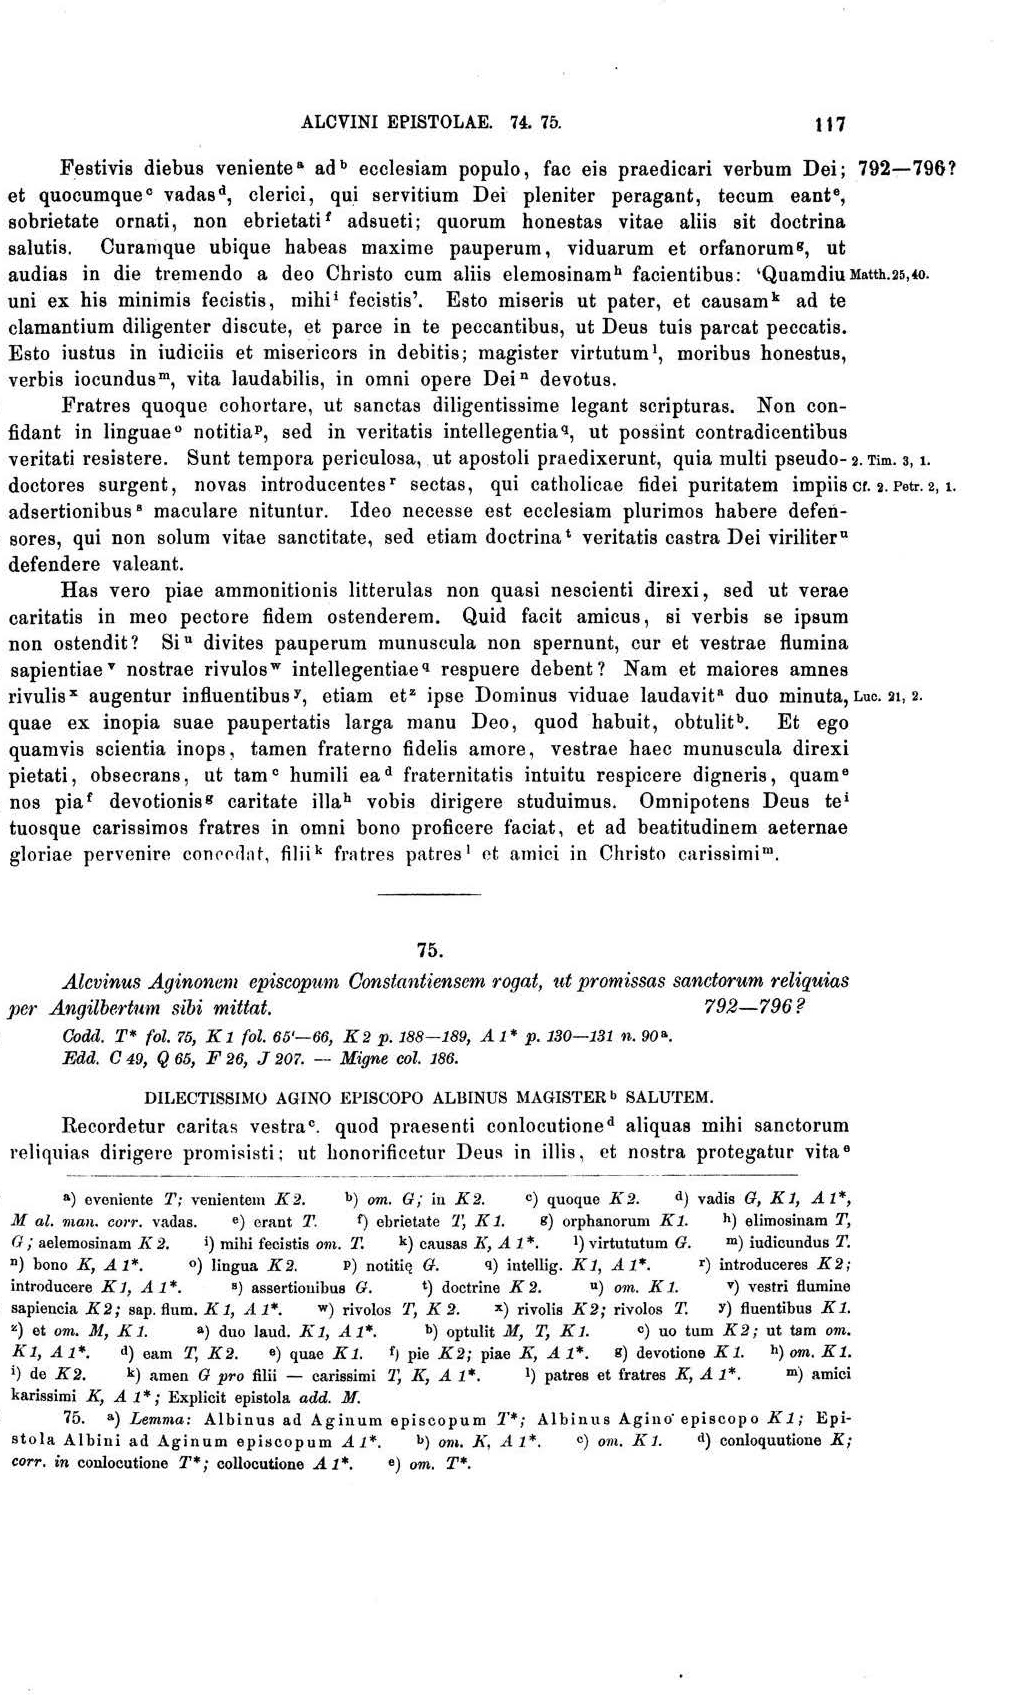 ALCVINI EPISTOLAE. 74. 75. 117
Festivis diebus veniente a ad b ecclesiam populo, fac eis praedicari verbum Dei; 792—796?
et quocumque c vadas d, clerici, qui servitium Dei pleniter peragant, tecum eant e,
sobrietate ornati, non ebrietati f adsueti; quorum honestas vitae aliis sit doctrina
salutis. Curamque ubique habeas maxime pauperum, viduarum et orfanorum g, ut
audias in die tremendo a deo Christo cum aliis elemosinam h facientibus: 'Quamdiu Matth. 25, 40.
uni ex his minimis fecistis, mihi i fecistis'. Esto miseris ut pater, et causam k ad te
clamantium diligenter discute, et parce in te peccantibus, ut Deus tuis parcat peccatis.
Esto iustus in iudiciis et misericors in debitis; magister virtutum l, moribus honestus,
verbis iocundus m, vita laudabilis, in omni opere Dei n devotus.
Fratres quoque cohortare, ut sanctas diligentissime legant scripturas. Non con-
fidant in linguae o notitia p, sed in veritatis intellegentia q, ut possint contradicentibus
veritati resistere. Sunt tempora periculosa, ut apostoli praedixerunt, quia multi pseudo- 2. Tim. 3, 1.
doctores surgent, novas introducentes r sectas, qui catholicae fidei puritatem impiis Cf. 2. Petr. 2, 1.
adsertionibus s maculare nituntur. Ideo necesse est ecclesiam plurimos habere defen-
sores, qui non solum vitae sanctitate, sed etiam doctrina t veritatis castra Dei viriliter u
defendere valeant.
Has vero piae ammonitionis litterulas non quasi nescienti direxi, sed ut verae
caritatis in meo pectore fidem ostenderem. Quid facit amicus, si verbis se ipsum
non ostendit? Si u divites pauperum munuscula non spernunt, cur et vestrae flumina
sapientiae v nostrae rivulos w intellegentiae q respuere debent? Nam et maiores amnes
rivulis x augentur influentibus y, etiam et z ipse Dominus viduae laudavit a duo minuta, Luc. 21, 2.
quae ex inopia suae paupertatis larga manu Deo, quod habuit, obtulit b. Et ego
quamvis scientia inops, tamen fraterno fidelis amore, vestrae haec munuscula direxi
pietati, obsecrans, ut tam c humili ea d fraternitatis intuitu respicere digneris, quam e
nos pia f devotionis g caritate illa h vobis dirigere studuimus. Omnipotens Deus te i
tuosque carissimos fratres in omni bono proficere faciat, et ad beatitudinem aeternae
gloriae pervenire concedat, filii k fratres patres l et amici in Christo carissimi m.
75.
Alcvinus Aginonem episcopum Constantiensem rogat, ut promissas sanctorum reliquias
per Angilbertum sibi mittat. 792—796?
Codd. T* fol. 75, K 1 fol. 65'—66, K 2 p. 188—189, A 1* p. 130—131 n. 90 a.
Edd. C 49, Q 65, F 26, J 207. — Migne col. 186.
DILECTISSIMO AGINO EPISCOPO ALBINUS MAGISTER b SALUTEM.
Recordetur caritas vestra c. quod praesenti conlocutione d aliquas mihi sanctorum
reliquias dirigere promisisti; ut honorificetur Deus in illis, et nostra protegatur vita e
a) eveniente T; venientem K 2. b) om. G; in K 2. c) quoque K 2. d) vadis G, K 1, A 1*,
M al. man. corr. vadas. e) erant T. f) ebrietate T, K 1. g) orphanorum K 1. h) elimosinam T,
G; aelemosinam K 2. i) mihi fecistis om. T. k) causas K, A 1*. l) virtututum G. m) iudicundus T.
n) bono K, A 1*. o) lingua K 2. p) notitię G. q) intellig. K 1, A 1*. r) introduceres K 2;
introducere K 1, A 1*. s) assertionibus G. t) doctrine K 2. u) om. K 1. v) vestri flumine
sapiencia K 2; sap. flum. K 1, A 1*. w) rivolos T, K 2. x) rivolis K 2; rivolos T. y) fluentibus K 1.
z) et om. M, K 1. a) duo laud. K 1, A 1*. b) optulit M, T, K 1. c) uo tum K 2; ut tam om.
K 1, A 1*. d) eam T, K 2. e) quae K 1. f) pie K 2; piae K, A 1*. g) devotione K 1. h) om. K 1.
i) de K 2. k) amen G pro filii — carissimi T, K, A 1*. l) patres et fratres K, A 1*. m) amici
karissimi K, A 1*; Explicit epistola add. M.
75. a) Lemma: Albinus ad Aginum episcopum T*; Albinus Agino episcopo K 1; Epi-
stola Albini ad Aginum episcopum A 1*. b) om. K, A 1*. c) om. K 1. d) conloquutione K;
corr. in conlocutione T*; collocutione A 1*. e) om. T*.